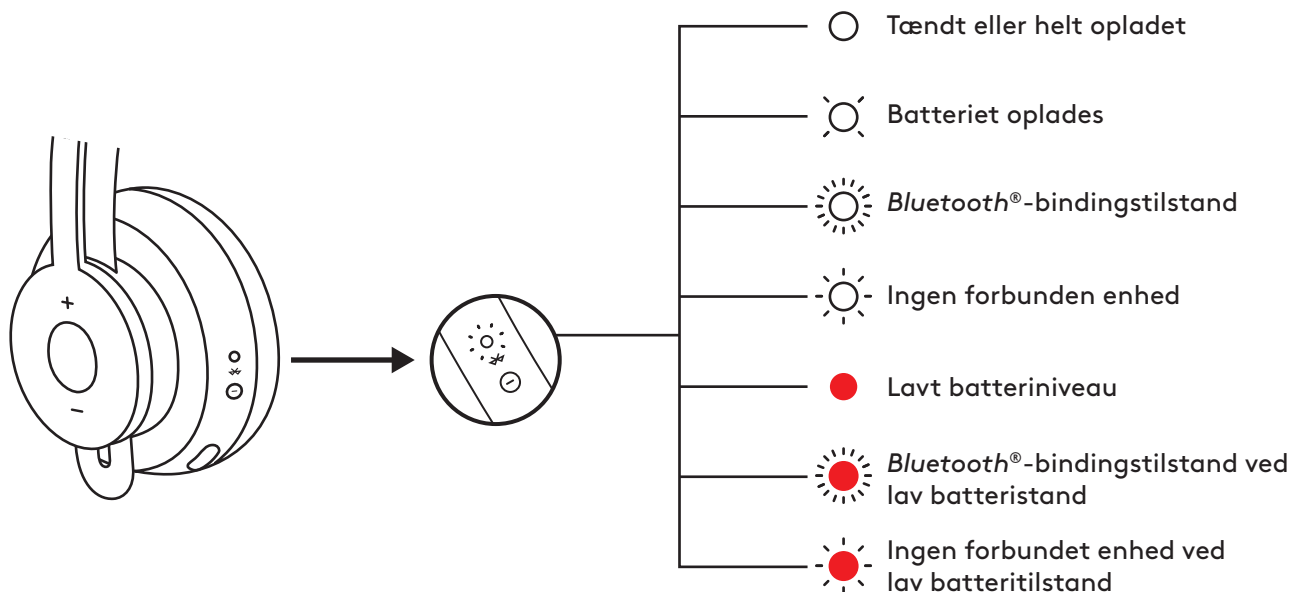 Tændt eller helt opladet
Batteriet oplades
Bluetooth®-bindingstilstand
Ingen forbunden enhed
Lavt batteriniveau
Bluetooth®-bindingstilstand ved
lav batteristand
Ingen forbundet enhed ved
lav batteritilstand